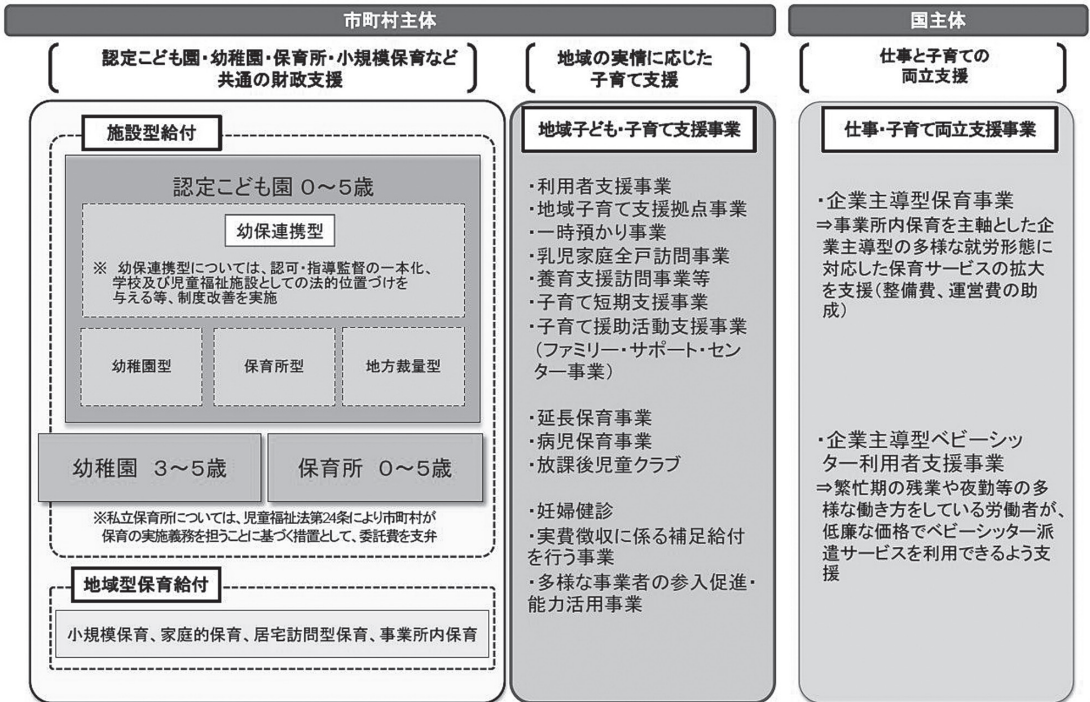 市町村主体
認定こども園・幼稚園・保育所・小規模保育など
共通の財政支援
施設型給付
認定こども園 0～5歳
幼保連携型
※ 幼保連携型については、認可・指導監督の一本化、
学校及び児童福祉施設としての法的位置づけを
与える等、制度改善を実施
幼稚園型
保育所型
地方裁量型
幼稚園 3～5歳
保育所 0～5歳
※私立保育所については、児童福祉法第24条により市町村が
保育の実施義務を担うことに基づく措置として、委託費を支弁
地域型保育給付
小規模保育、家庭的保育、居宅訪問型保育、事業所内保育
地域の実情に応じた
子育て支援
地域子ども・子育て支援事業
・利用者支援事業
・地域子育て支援拠点事業
・一時預かり事業
・乳児家庭全戸訪問事業
・養育支援訪問事業等
・子育て短期支援事業
・子育て援助活動支援事業
（ファミリー・サポート・セン
ター事業）
・延長保育事業
・病児保育事業
・放課後児童クラブ
・妊婦健診
・実費徴収に係る補足給付
を行う事業
・多様な事業者の参入促進・
能力活用事業
国主体
仕事と子育ての
両立支援
仕事・子育て両立支援事業
・企業主導型保育事業
⇒事業所内保育を主軸とした企
業主導型の多様な就労形態に
対応した保育サービスの拡大
を支援（整備費、運営費の助
成）
・企業主導型ベビーシッ
ター利用者支援事業
⇒繁忙期の残業や夜勤等の多
様な働き方をしている労働者が、
低廉な価格でベビーシッター派
遣サービスを利用できるよう支
援